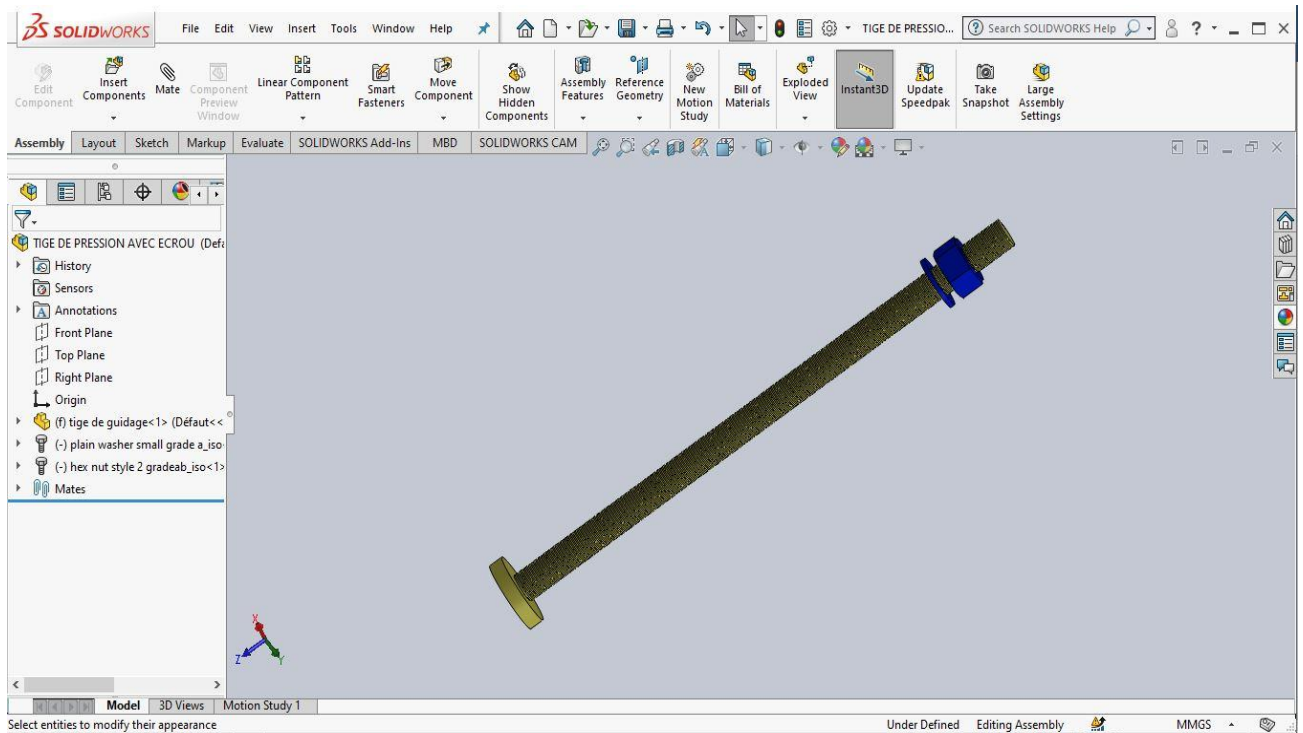 SOLIDWORKS File Edit View Insert Tools Window Help TIGE DE PRESSIO... Search SOLIDWORKS Help ?
Edit Component
Insert Components
Mate
Component Preview Window
Linear Component Pattern
Smart Fasteners
Move Component
Show Hidden Components
Assembly Features
Reference Geometry
New Motion Study
Bill of Materials
Exploded View
Instant3D
Update Speedpak
Take Snapshot
Large Assembly Settings
Assembly Layout Sketch Markup Evaluate SOLIDWORKS Add-Ins MBD SOLIDWORKS CAM
TIGE DE PRESSION AVEC ECROU (Defa
History
Sensors
A Annotations
Front Plane
Top Plane
Right Plane
Origin
(f) tige de guidage<1> (Défaut<<
(-) plain washer small grade a_iso
(-) hex nut style 2 gradeab_iso<1>
Mates
X
Z
Y
Model 3D Views Motion Study 1
Select entities to modify their appearance Under Defined Editing Assembly MMGS